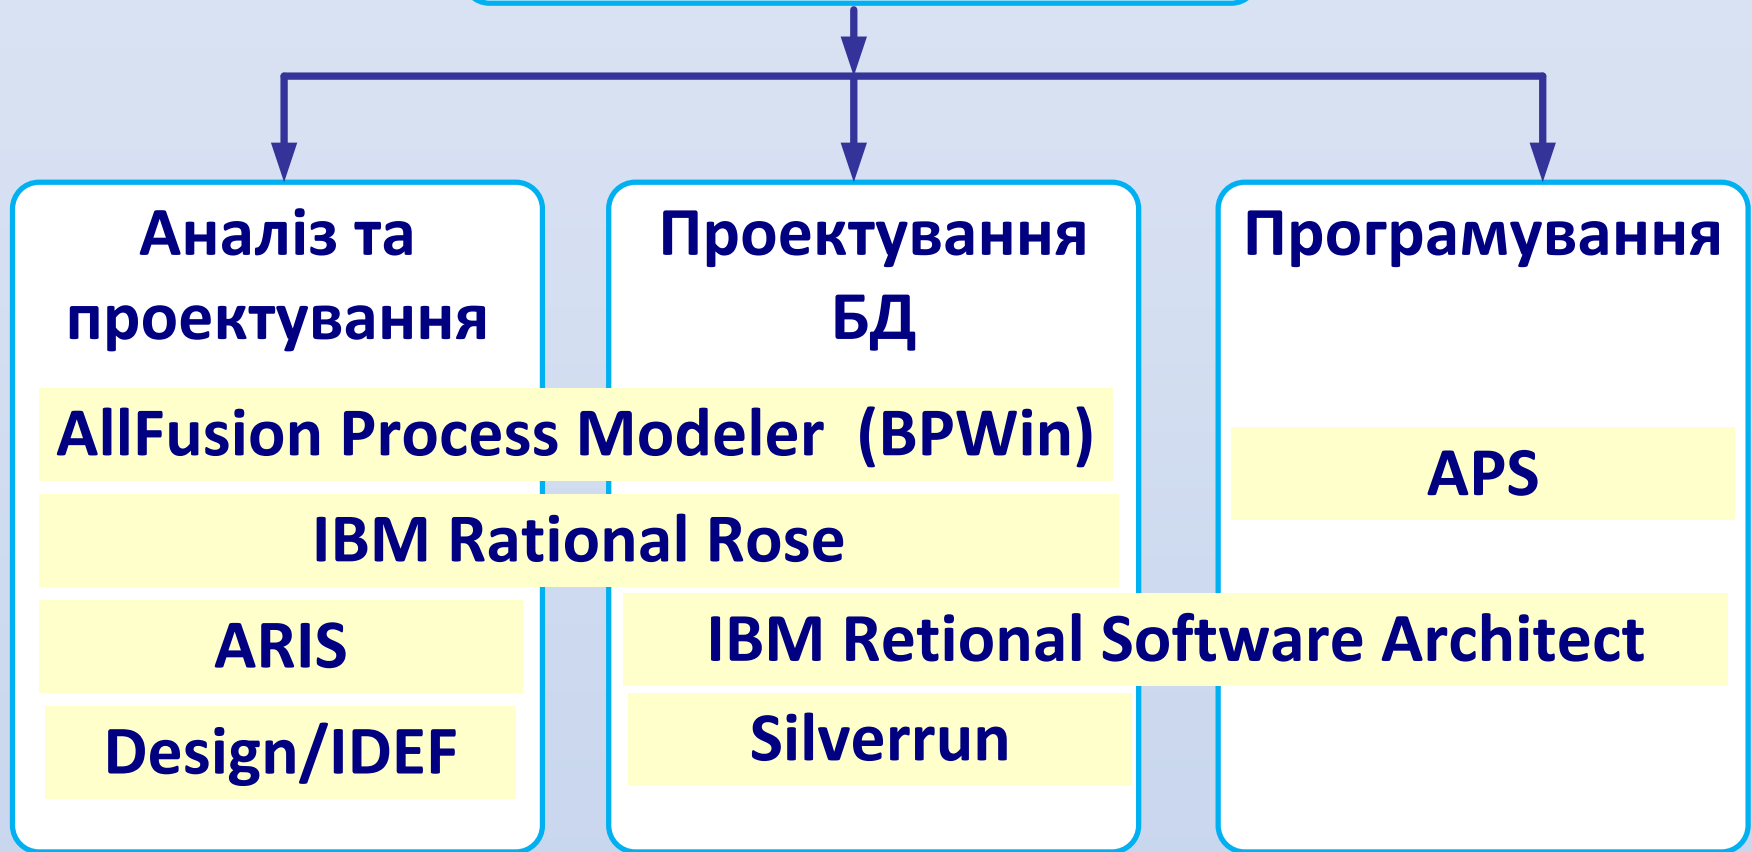 Аналіз та
проектування
Проектування
БД
Програмування
AllFusion Process Modeler  (BPWin)
APS
IBM Rational Rose
ARIS
IBM Retional Software Architect
Design/IDEF
Silverrun